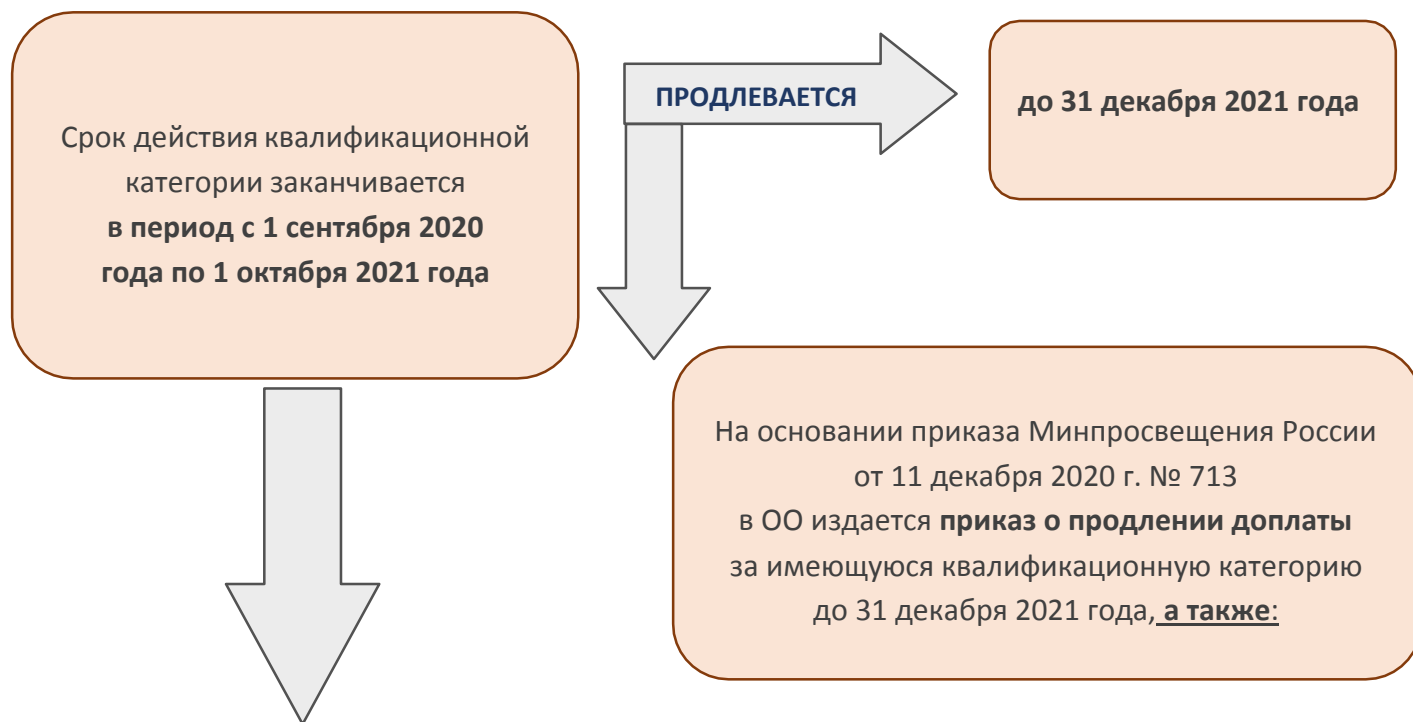 Срок действия квалификационной
категории заканчивается
в период с 1 сентября 2020
года по 1 октября 2021 года
ПРОДЛЕВАЕТСЯ
до 31 декабря 2021 года
На основании приказа Минпросвещения России
от 11 декабря 2020 г. № 713
в ОО издается приказ о продлении доплаты
за имеющуюся квалификационную категорию
до 31 декабря 2021 года, а также: